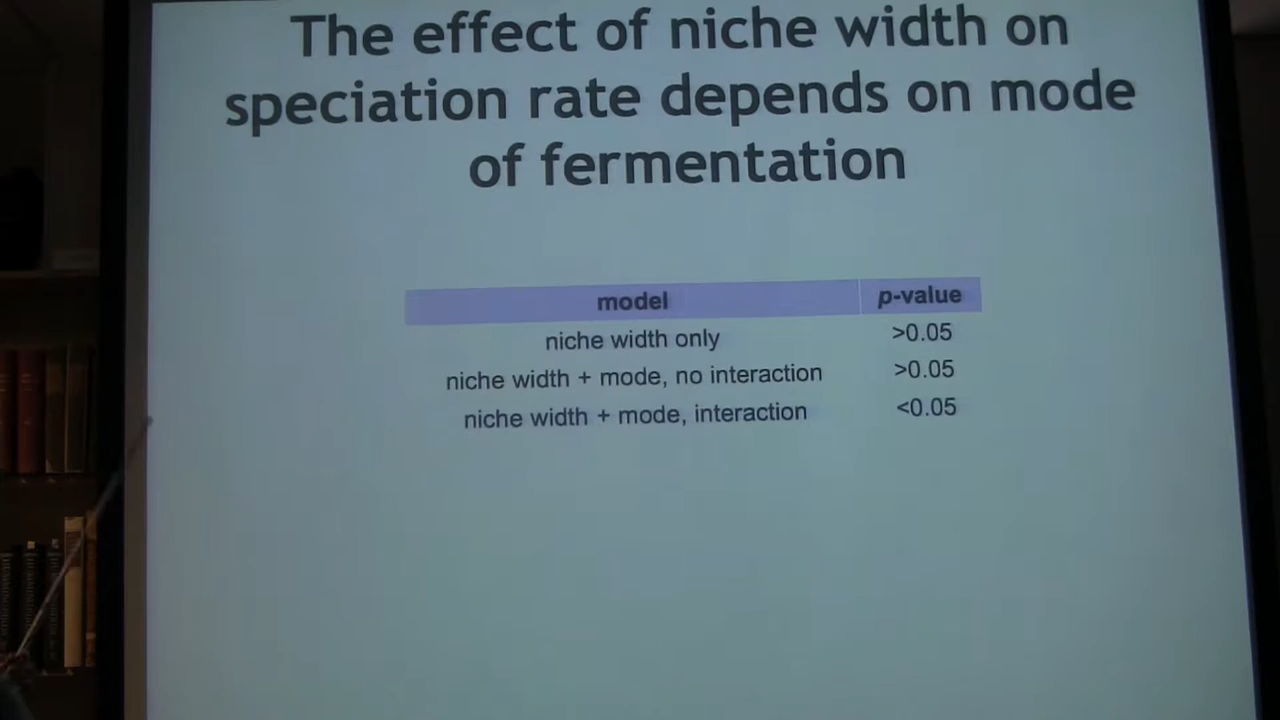 The effect of niche width on
speciation rate depends on mode
of fermentation
model p-value
niche width only >0.05
niche width + mode, no interaction >0.05
niche width + mode, interaction <0.05